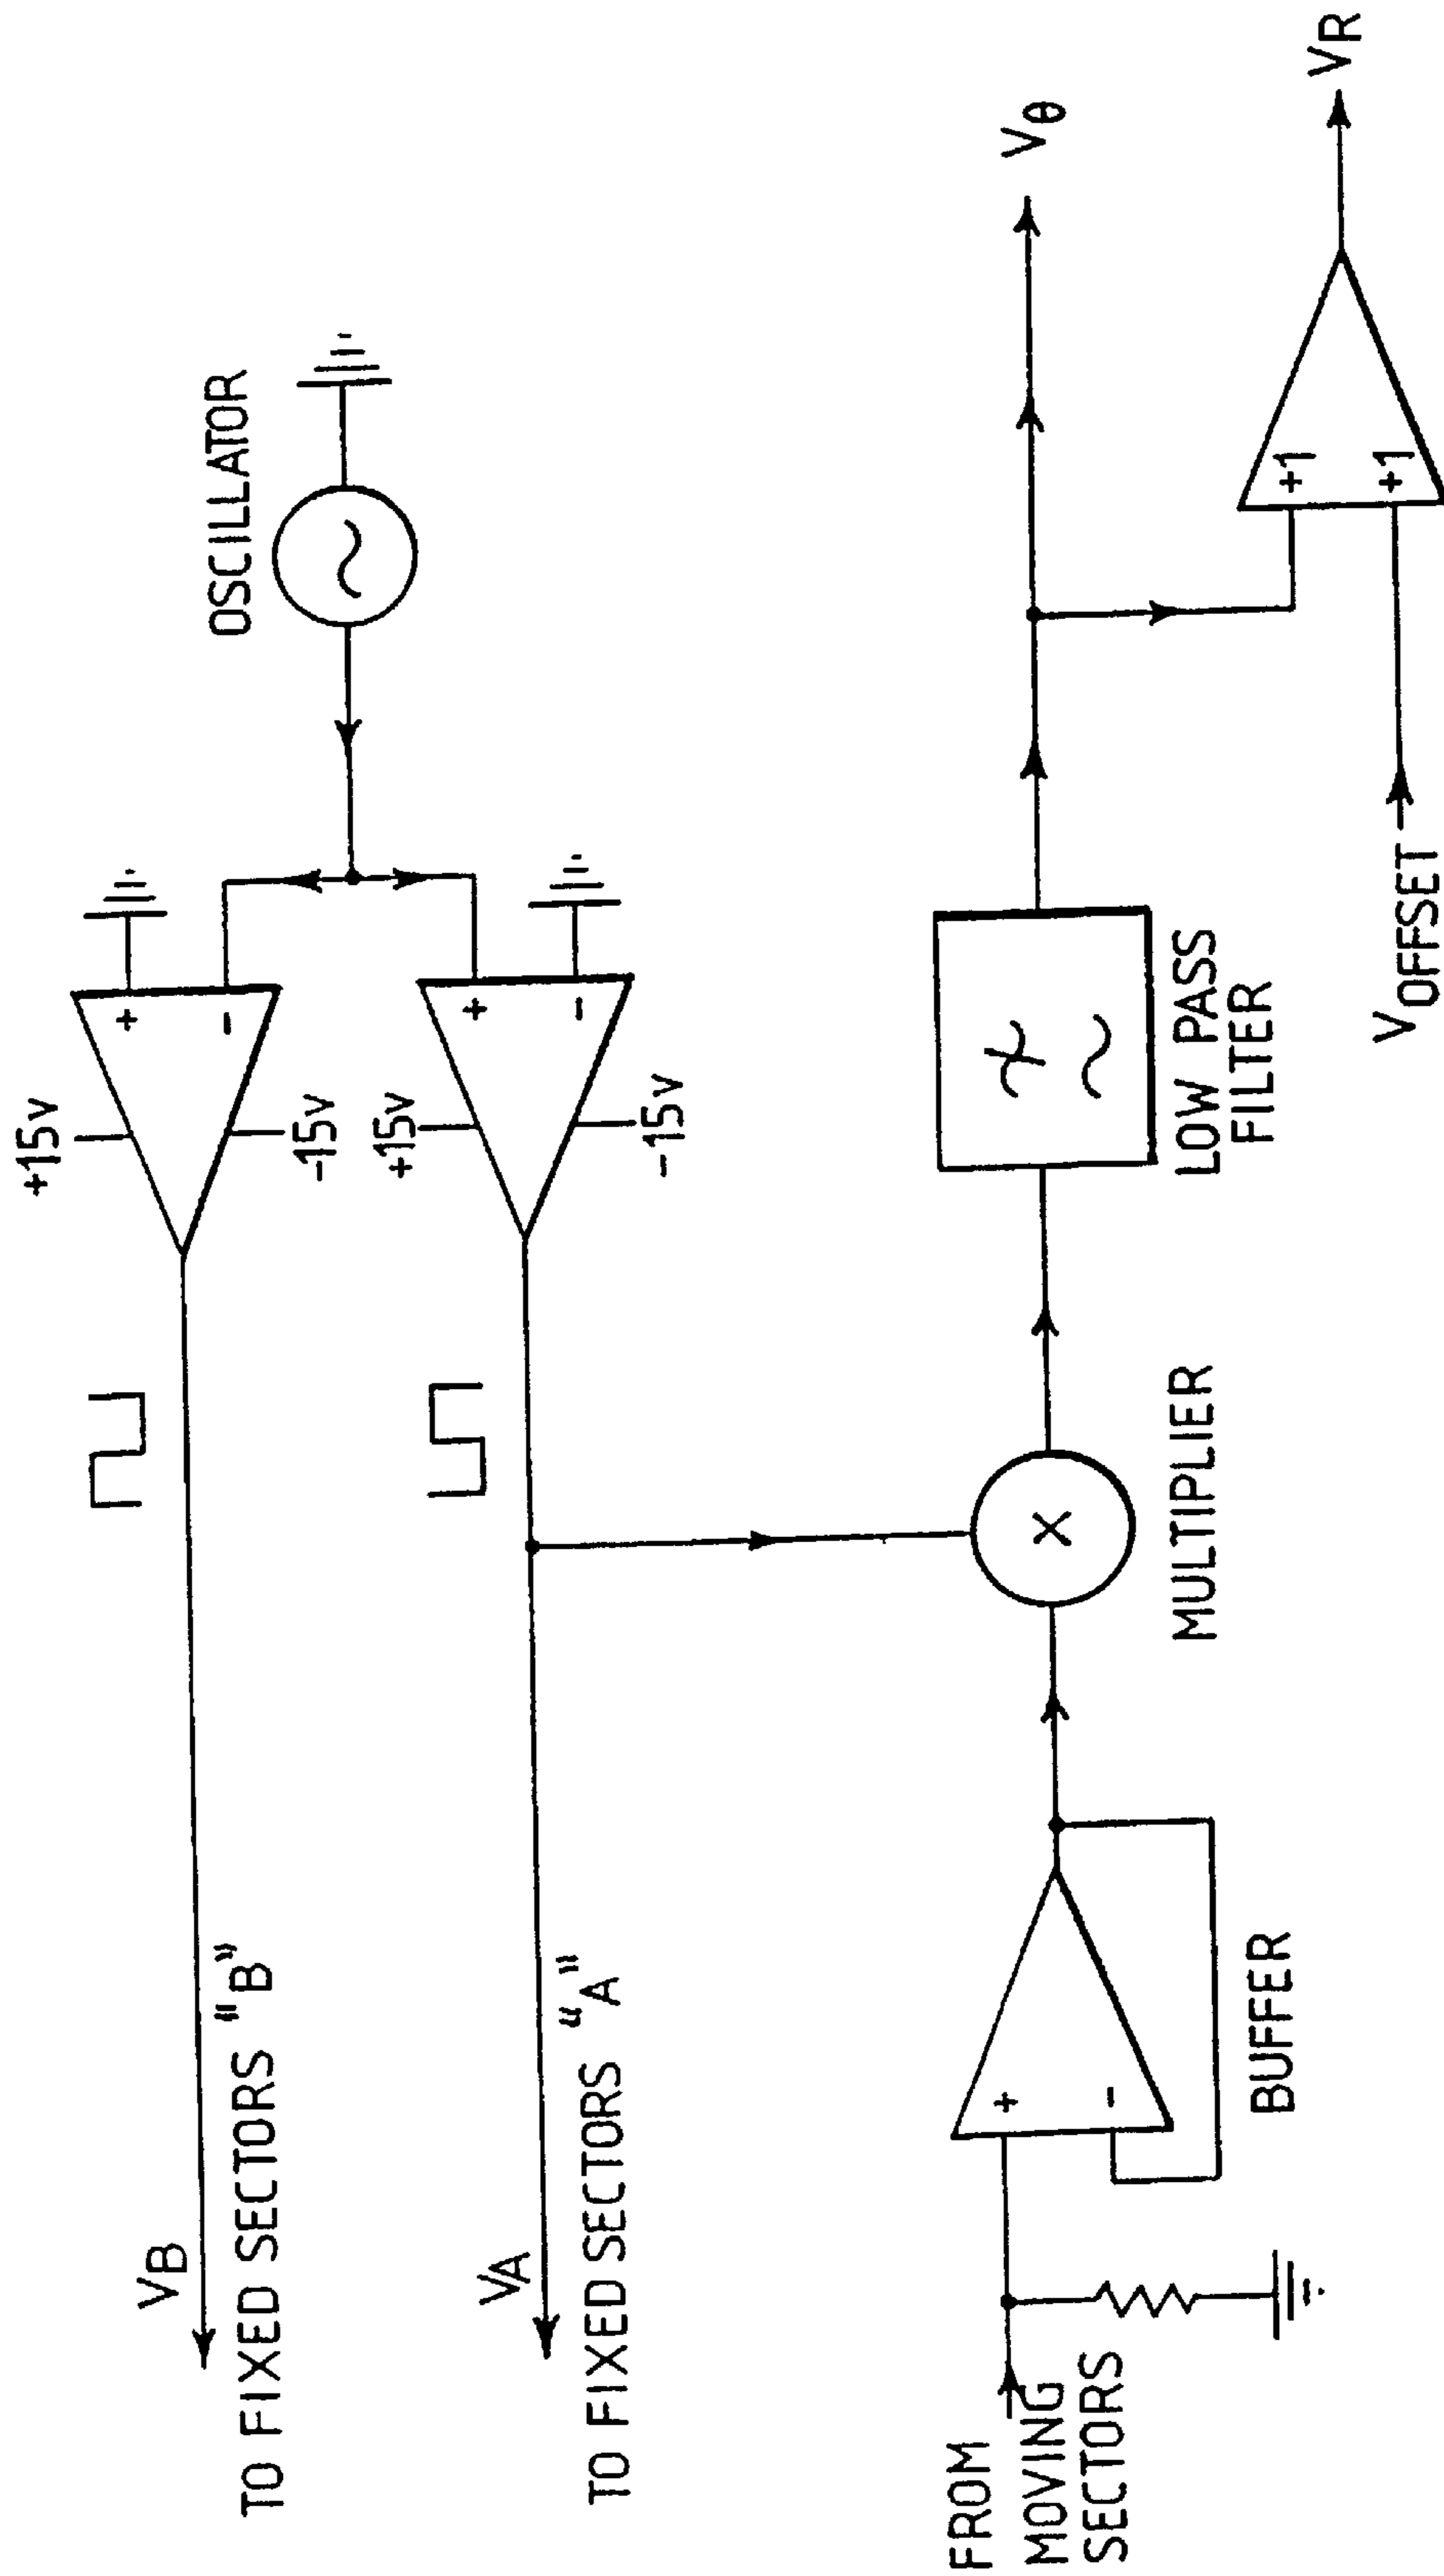 OSCILLATOR
+15v
+
-
-15v
+15v
+
-
-15v
VB
TO FIXED SECTORS "B"
VA
TO FIXED SECTORS "A"
FROM
MOVING
SECTORS
+
-
BUFFER
X
MULTIPLIER
LOW PASS
FILTER
Vθ
+1
+1
VOFFSET
VR